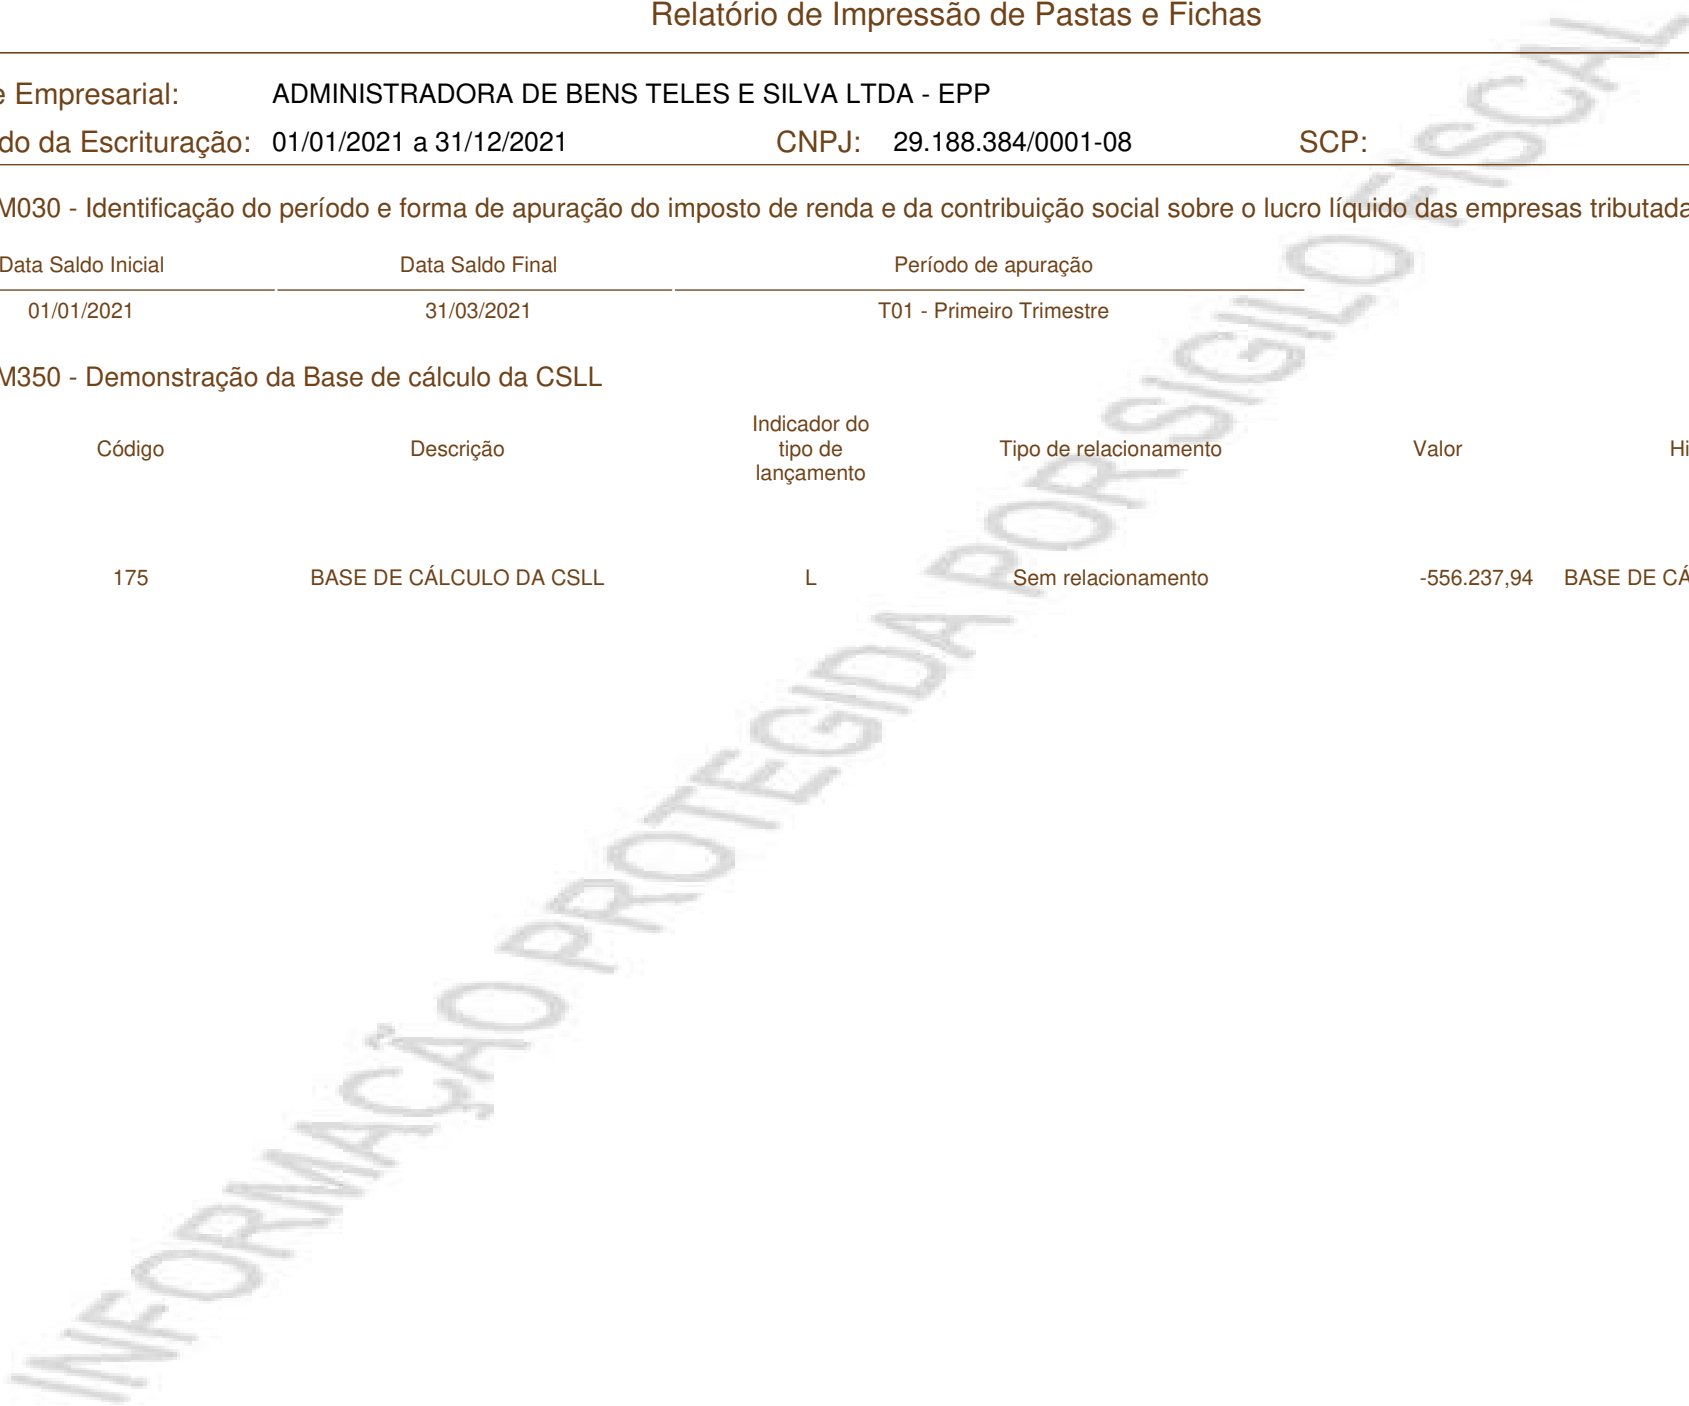 Relatório de Impressão de Pastas e Fichas
e Empresarial: ADMINISTRADORA DE BENS TELES E SILVA LTDA - EPP
do da Escrituração: 01/01/2021 a 31/12/2021 CNPJ: 29.188.384/0001-08 SCP:
M030 - Identificação do período e forma de apuração do imposto de renda e da contribuição social sobre o lucro líquido das empresas tributada
Data Saldo Inicial Data Saldo Final Período de apuração
01/01/2021 31/03/2021 T01 - Primeiro Trimestre
M350 - Demonstração da Base de cálculo da CSLL
Código Descrição Indicador do tipo de lançamento Tipo de relacionamento Valor Hi
175 BASE DE CÁLCULO DA CSLL L Sem relacionamento -556.237,94 BASE DE CÁ
INFORMAÇÃO PROTEGIDA POR SIGILO FISCAL